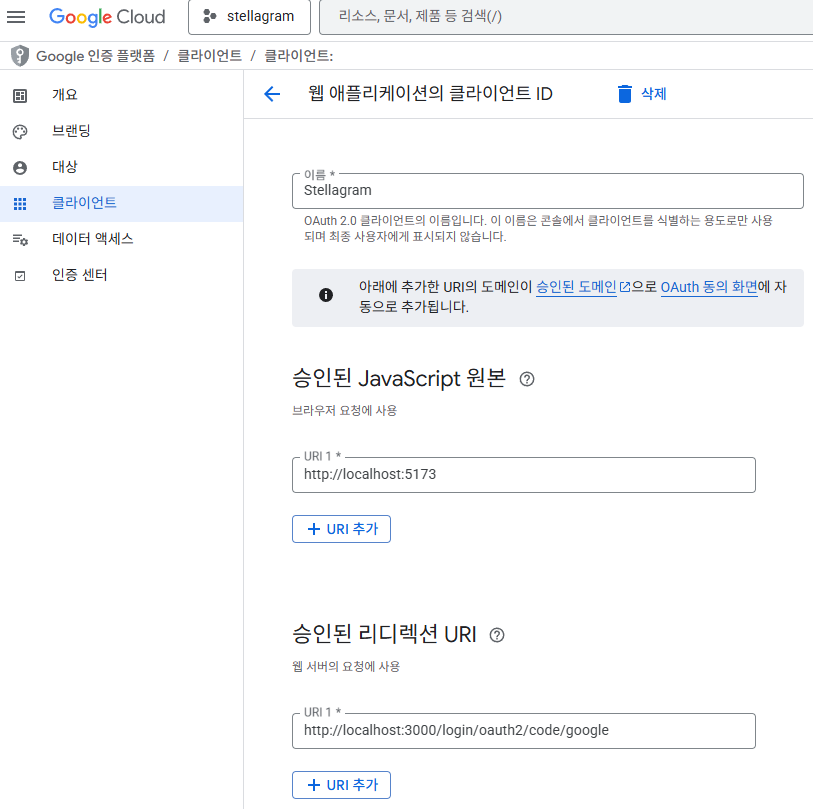 Google Cloud
stellagram
리소스, 문서, 제품 등 검색(/)
Google 인증 플랫폼 / 클라이언트 / 클라이언트:
개요
브랜딩
대상
클라이언트
데이터 액세스
인증 센터
웹 애플리케이션의 클라이언트 ID
삭제
이름 *
Stellagram
OAuth 2.0 클라이언트의 이름입니다. 이 이름은 콘솔에서 클라이언트를 식별하는 용도로만 사용
되며 최종 사용자에게 표시되지 않습니다.
아래에 추가한 URI의 도메인이 승인된 도메인으로 OAuth 동의 화면에 자
동으로 추가됩니다.
승인된 JavaScript 원본
브라우저 요청에 사용
URI 1 *
http://localhost:5173
+ URI 추가
승인된 리디렉션 URI
웹 서버의 요청에 사용
URI 1 *
http://localhost:3000/login/oauth2/code/google
+ URI 추가